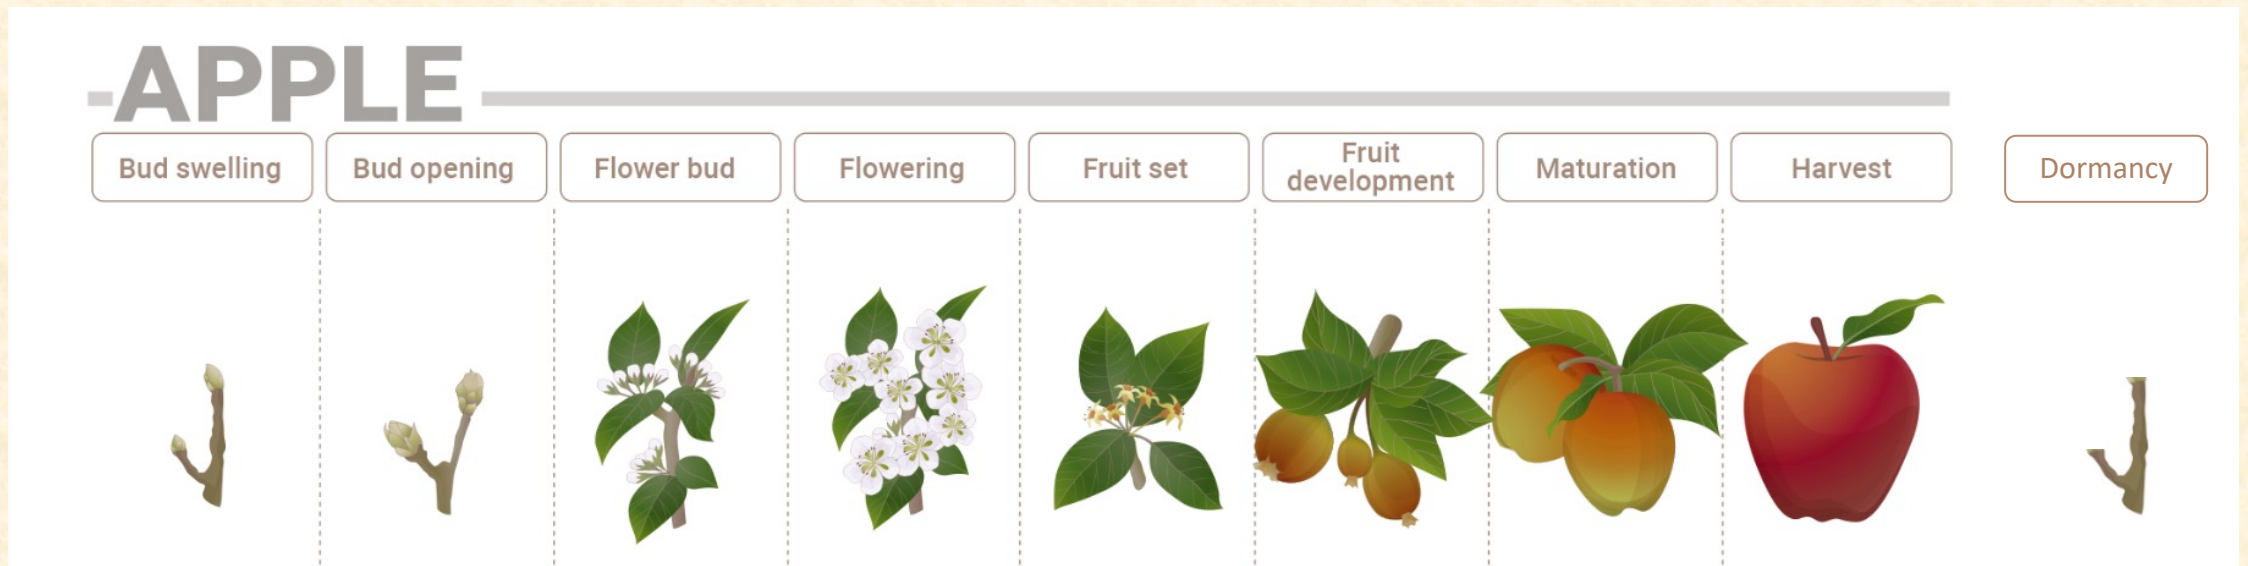 APPLE
Bud swelling
Bud opening
Flower bud
Flowering
Fruit set
Fruit
development
Maturation
Harvest
Dormancy